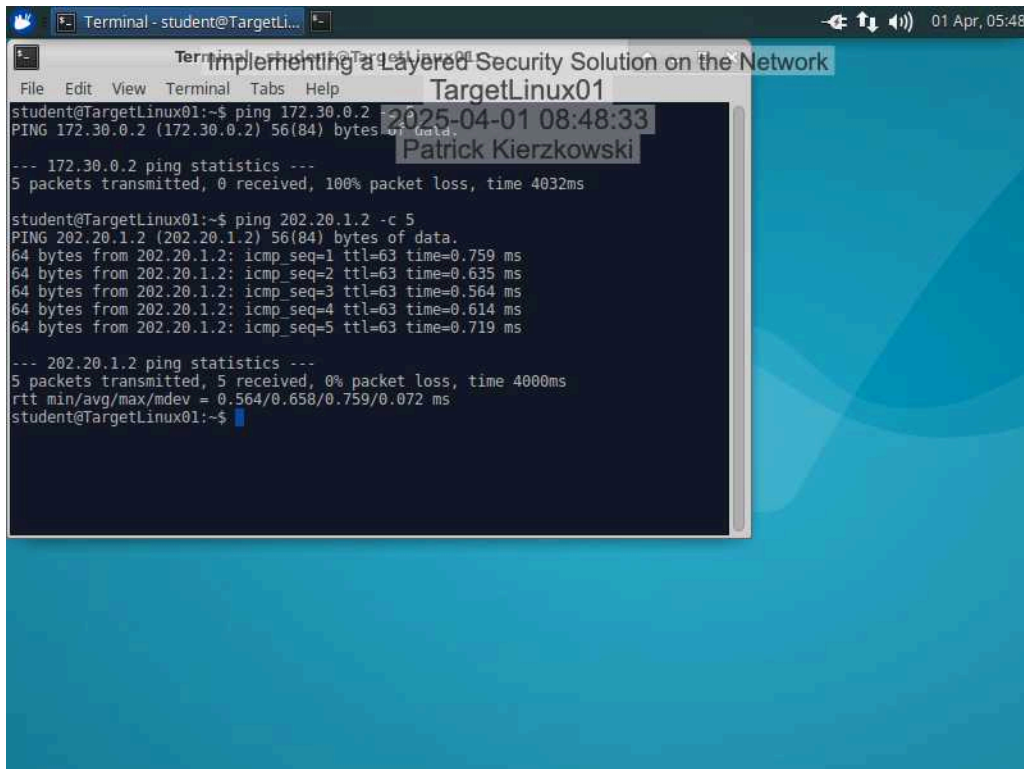 Terminal - student@TargetLi...
01 Apr, 05:48
Implementing a Layered Security Solution on the Network
TargetLinux01
2025-04-01 08:48:33
Patrick Kierzkowski
File Edit View Terminal Tabs Help
student@TargetLinux01:~$ ping 172.30.0.2
PING 172.30.0.2 (172.30.0.2) 56(84) bytes of data.
--- 172.30.0.2 ping statistics ---
5 packets transmitted, 0 received, 100% packet loss, time 4032ms
student@TargetLinux01:~$ ping 202.20.1.2 -c 5
PING 202.20.1.2 (202.20.1.2) 56(84) bytes of data.
64 bytes from 202.20.1.2: icmp_seq=1 ttl=63 time=0.759 ms
64 bytes from 202.20.1.2: icmp_seq=2 ttl=63 time=0.635 ms
64 bytes from 202.20.1.2: icmp_seq=3 ttl=63 time=0.564 ms
64 bytes from 202.20.1.2: icmp_seq=4 ttl=63 time=0.614 ms
64 bytes from 202.20.1.2: icmp_seq=5 ttl=63 time=0.719 ms
--- 202.20.1.2 ping statistics ---
5 packets transmitted, 5 received, 0% packet loss, time 4000ms
rtt min/avg/max/mdev = 0.564/0.658/0.759/0.072 ms
student@TargetLinux01:~$